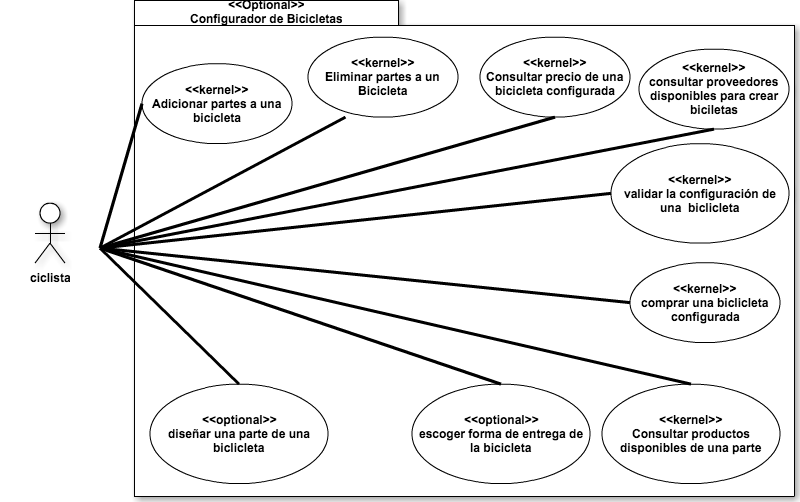 <<Optional>>
Configurador de Bicicletas
<<kernel>>
Adicionar partes a una
bicicleta
<<kernel>>
Eliminar partes a un
Bicicleta
<<kernel>>
Consultar precio de una
bicicleta configurada
<<kernel>>
consultar proveedores
disponibles para crear
biciletas
<<kernel>>
validar la configuración de
una biclicleta
ciclista
<<kernel>>
comprar una biclicleta
configurada
<<optional>>
diseñar una parte de una
biclicleta
<<optional>>
escoger forma de entrega de
la bicicleta
<<kernel>>
Consultar productos
disponibles de una parte